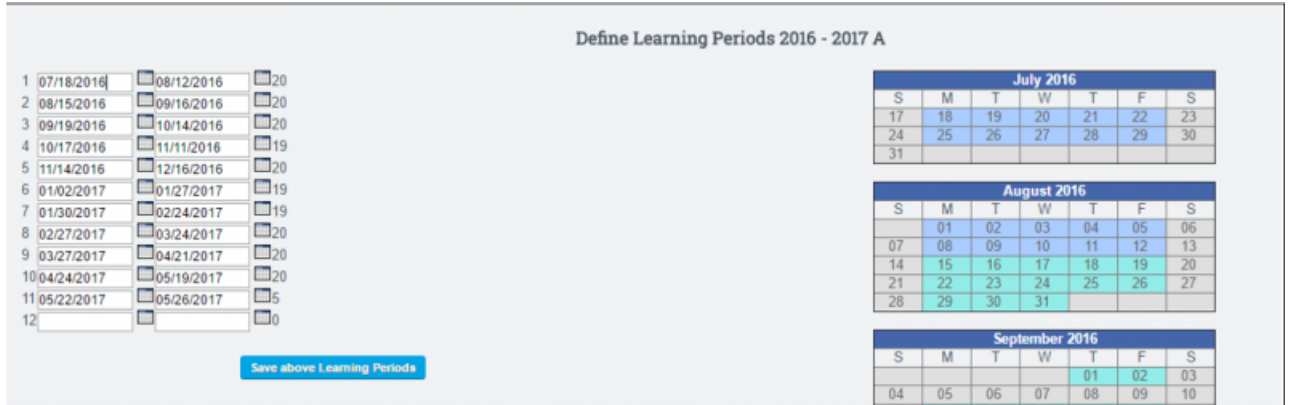 Define Learning Periods 2016 - 2017 A
1 07/18/2016 08/12/2016 20
2 08/15/2016 09/16/2016 20
3 09/19/2016 10/14/2016 20
4 10/17/2016 11/11/2016 19
5 11/14/2016 12/16/2016 20
6 01/02/2017 01/27/2017 19
7 01/30/2017 02/24/2017 19
8 02/27/2017 03/24/2017 20
9 03/27/2017 04/21/2017 20
10 04/24/2017 05/19/2017 20
11 05/22/2017 05/26/2017 5
12 0
Save above Learning Periods
July 2016
S M T W T F S
17 18 19 20 21 22 23
24 25 26 27 28 29 30
31
August 2016
S M T W T F S
01 02 03 04 05 06
07 08 09 10 11 12 13
14 15 16 17 18 19 20
21 22 23 24 25 26 27
28 29 30 31
September 2016
S M T W T F S
01 02 03
04 05 06 07 08 09 10